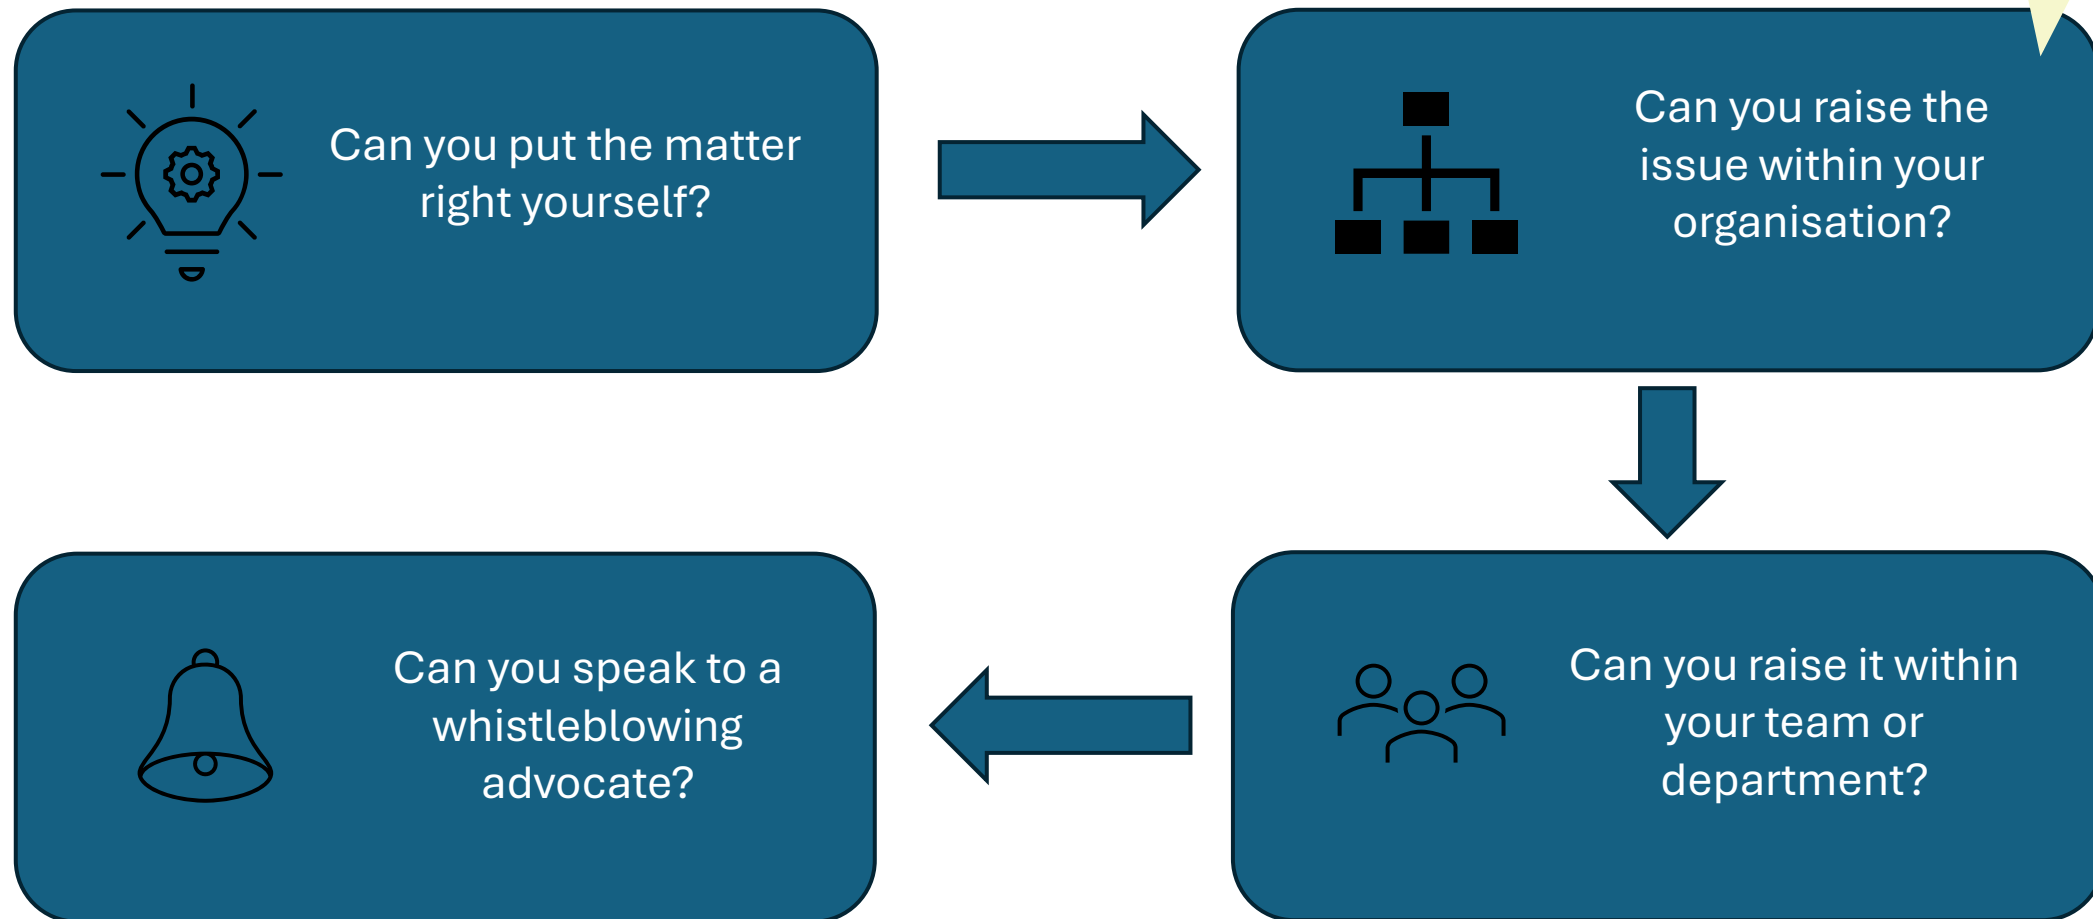 Can you put the matter
right yourself?
Can you raise the
issue within your
organisation?
Can you raise it within
your team or
department?
Can you speak to a
whistleblowing
advocate?